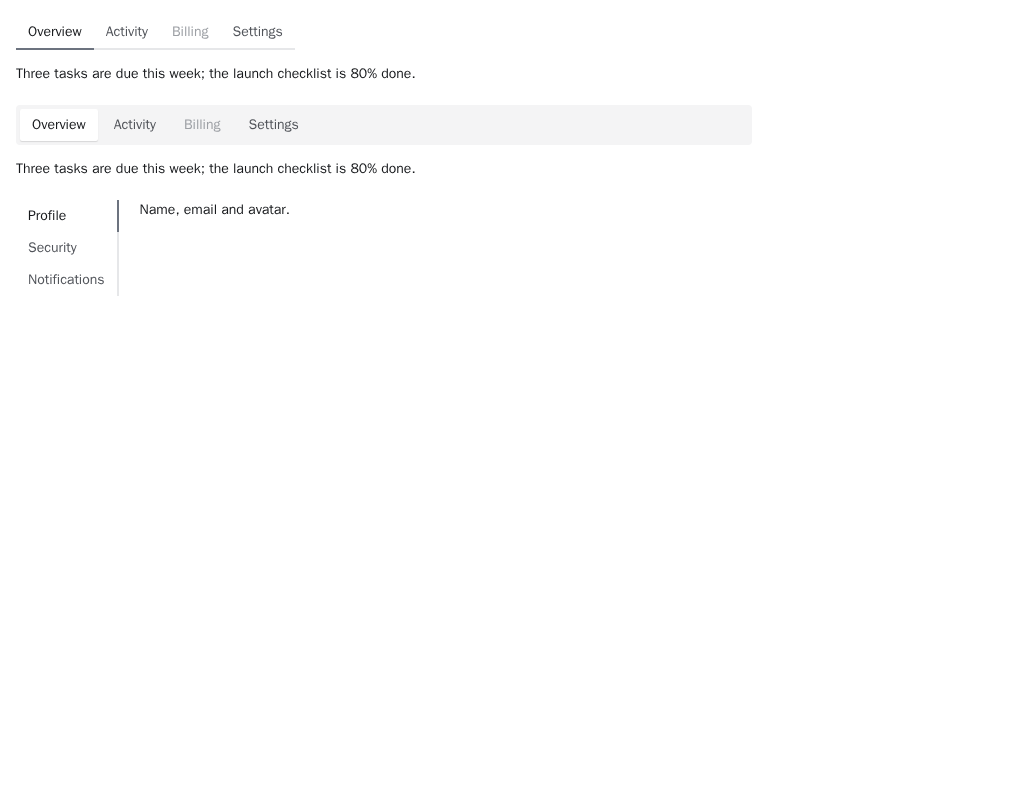 Overview Activity Billing Settings
Three tasks are due this week; the launch checklist is 80% done.
Overview Activity Billing Settings
Three tasks are due this week; the launch checklist is 80% done.
Profile
Name, email and avatar.
Security
Notifications